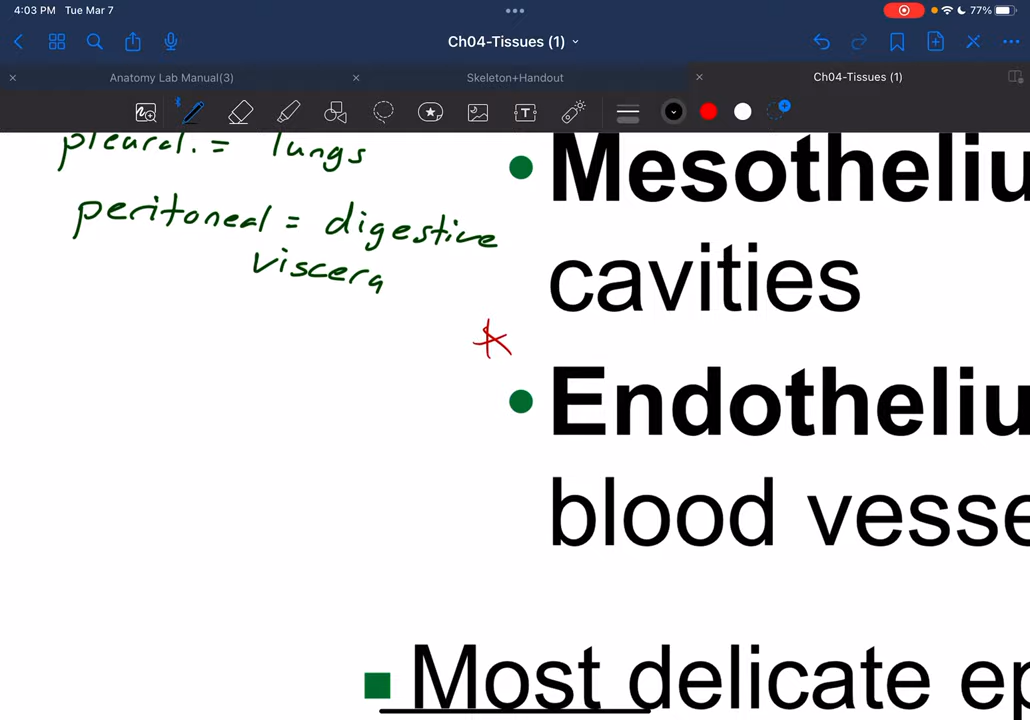 4:03 PM Tue Mar 7
77%
Ch04-Tissues (1)
Anatomy Lab Manual(3)
Skeleton+Handout
Ch04-Tissues (1)
pleural. = lungs
peritoneal = digestive
viscera
Mesotheliu
cavities
Endotheliu
blood vesse
Most delicate ep